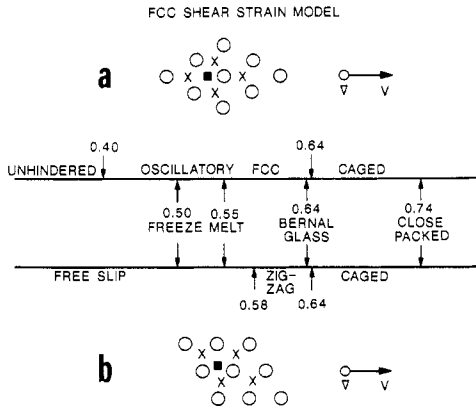 FCC SHEAR STRAIN MODEL
a
∇ V
0.40 0.64
UNHINDERED OSCILLATORY FCC CAGED
0.50 0.55 0.64 0.74
FREEZE MELT BERNAL CLOSE
GLASS PACKED
FREE SLIP ZIG- CAGED
ZAG
0.58 0.64
b
∇ V